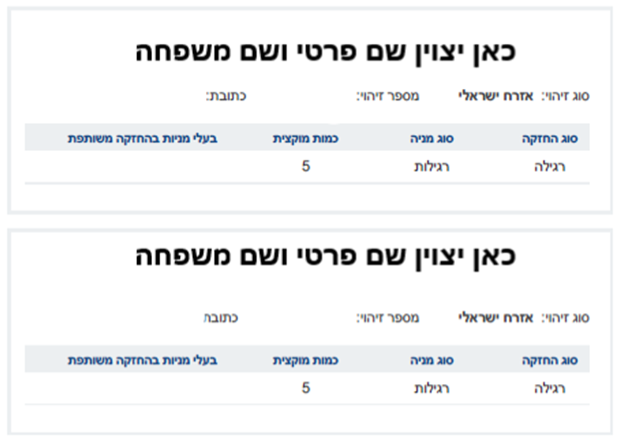 כאן יצוין שם פרטי ושם משפחה
סוג זיהוי: אזרח ישראלי מספר זיהוי: כתובת:
סוג החזקה סוג מניה כמות מוקצית בעלי מניות בהחזקה משותפת
רגילה רגילות 5
כאן יצוין שם פרטי ושם משפחה
סוג זיהוי: אזרח ישראלי מספר זיהוי: כתובת
סוג החזקה סוג מניה כמות מוקצית בעלי מניות בהחזקה משותפת
רגילה רגילות 5